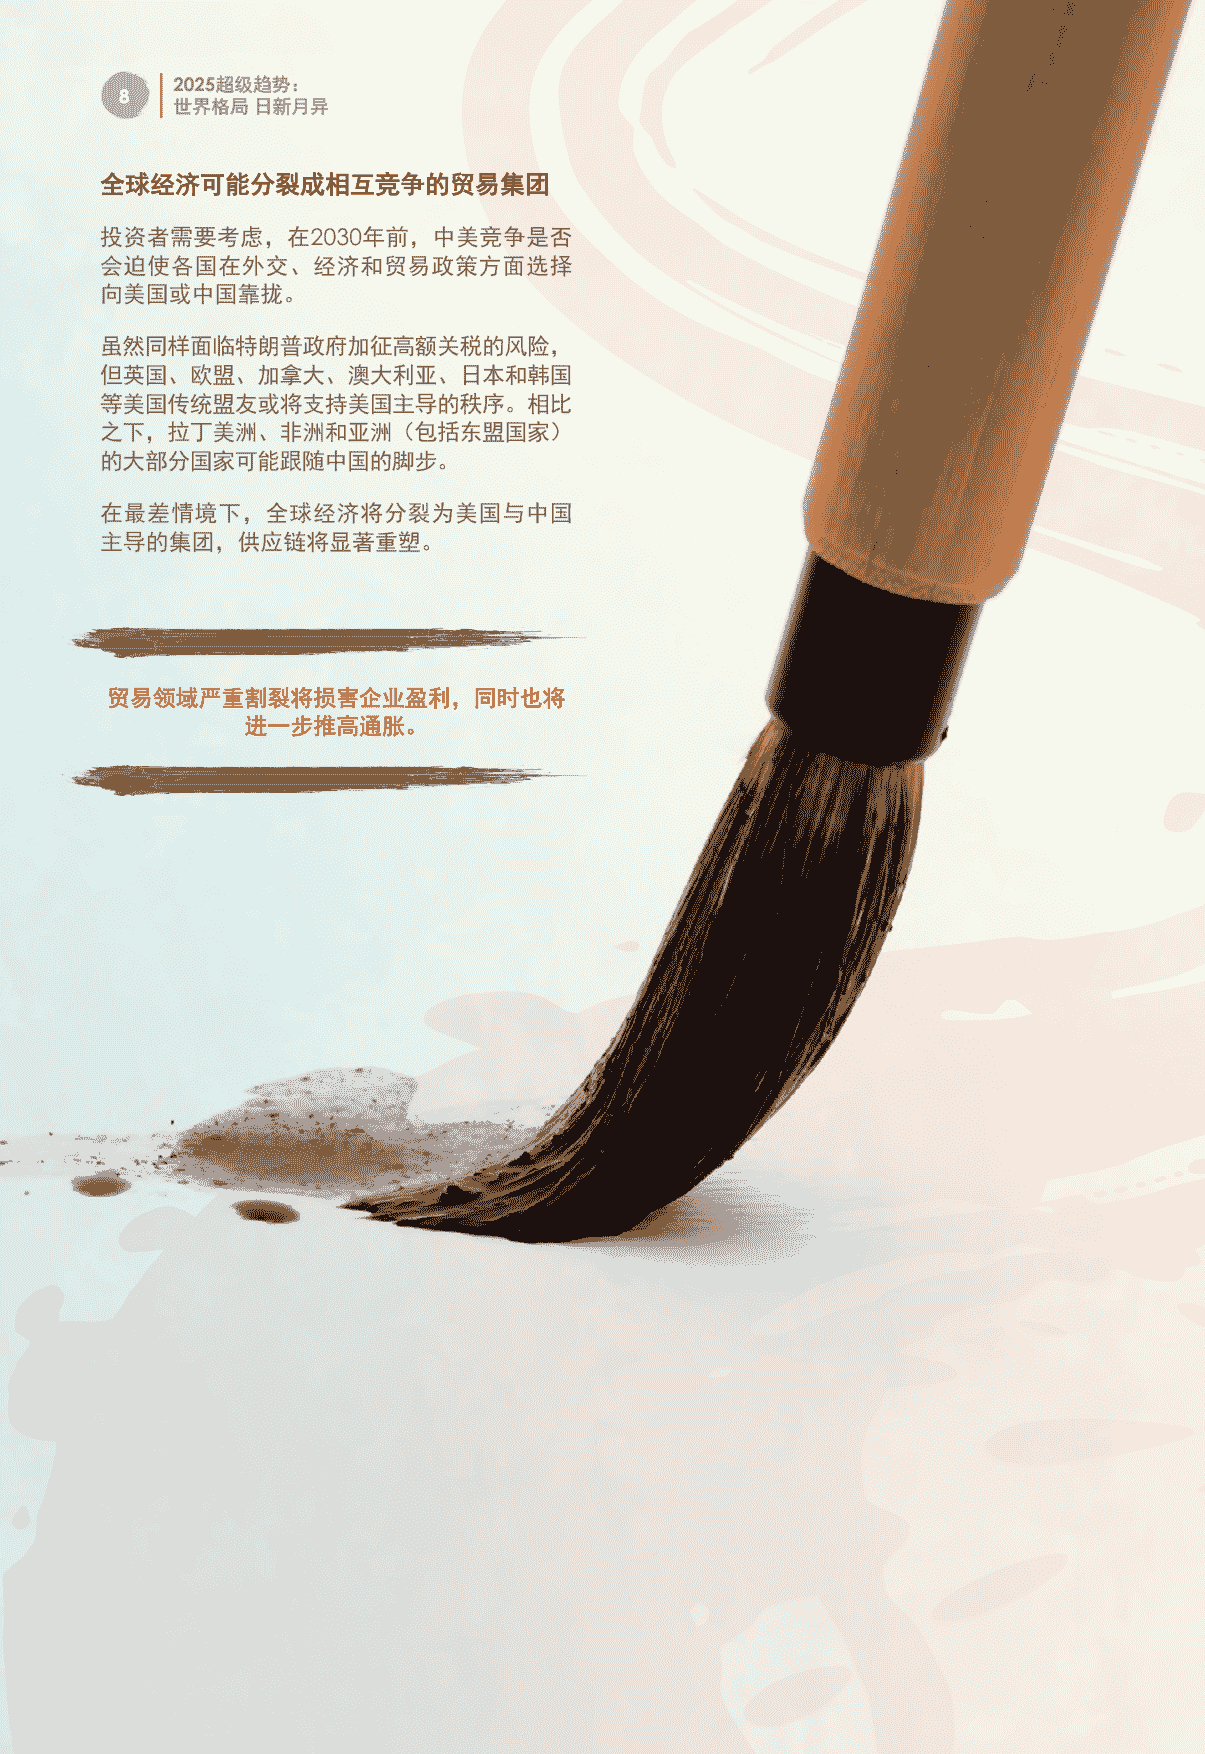 8
2025超级趋势：
世界格局 日新月异
全球经济可能分裂成相互竞争的贸易集团
投资者需要考虑，在2030年前，中美竞争是否
会迫使各国在外交、经济和贸易政策方面选择
向美国或中国靠拢。
虽然同样面临特朗普政府加征高额关税的风险，
但英国、欧盟、加拿大、澳大利亚、日本和韩国
等美国传统盟友或将支持美国主导的秩序。相比
之下，拉丁美洲、非洲和亚洲（包括东盟国家）
的大部分国家可能跟随中国的脚步。
在最差情境下，全球经济将分裂为美国与中国
主导的集团，供应链将显著重塑。
贸易领域严重割裂将损害企业盈利，同时也将
进一步推高通胀。